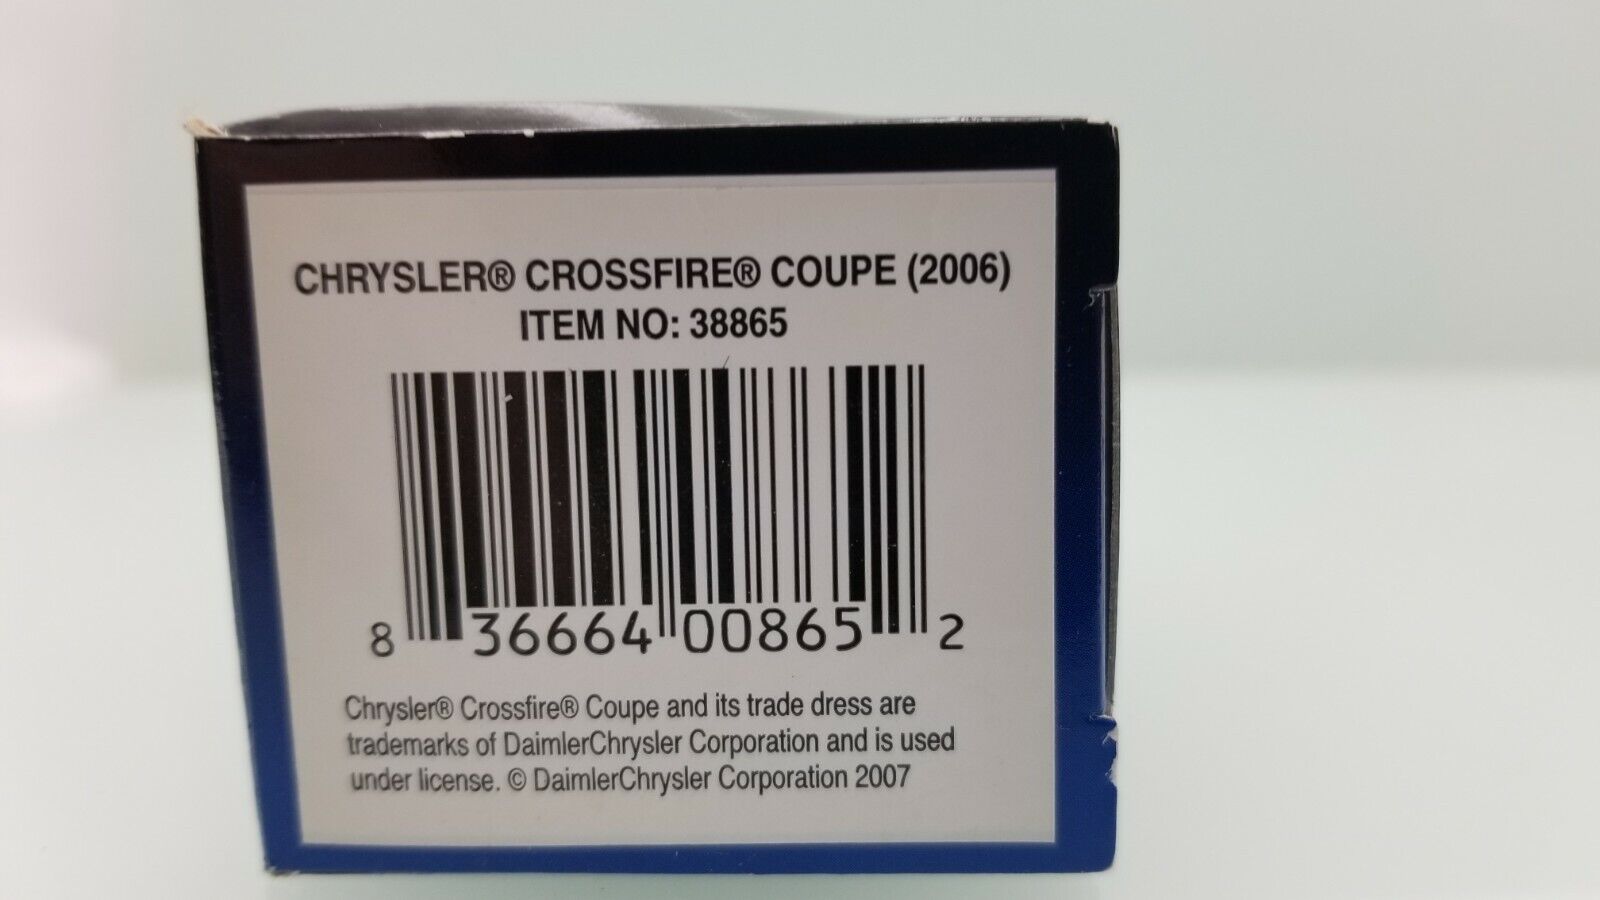 CHRYSLER® CROSSFIRE® COUPE (2006)
ITEM NO: 38865
8 36664 00865 2
Chrysler® Crossfire® Coupe and its trade dress are
trademarks of DaimlerChrysler Corporation and is used
under license. © DaimlerChrysler Corporation 2007